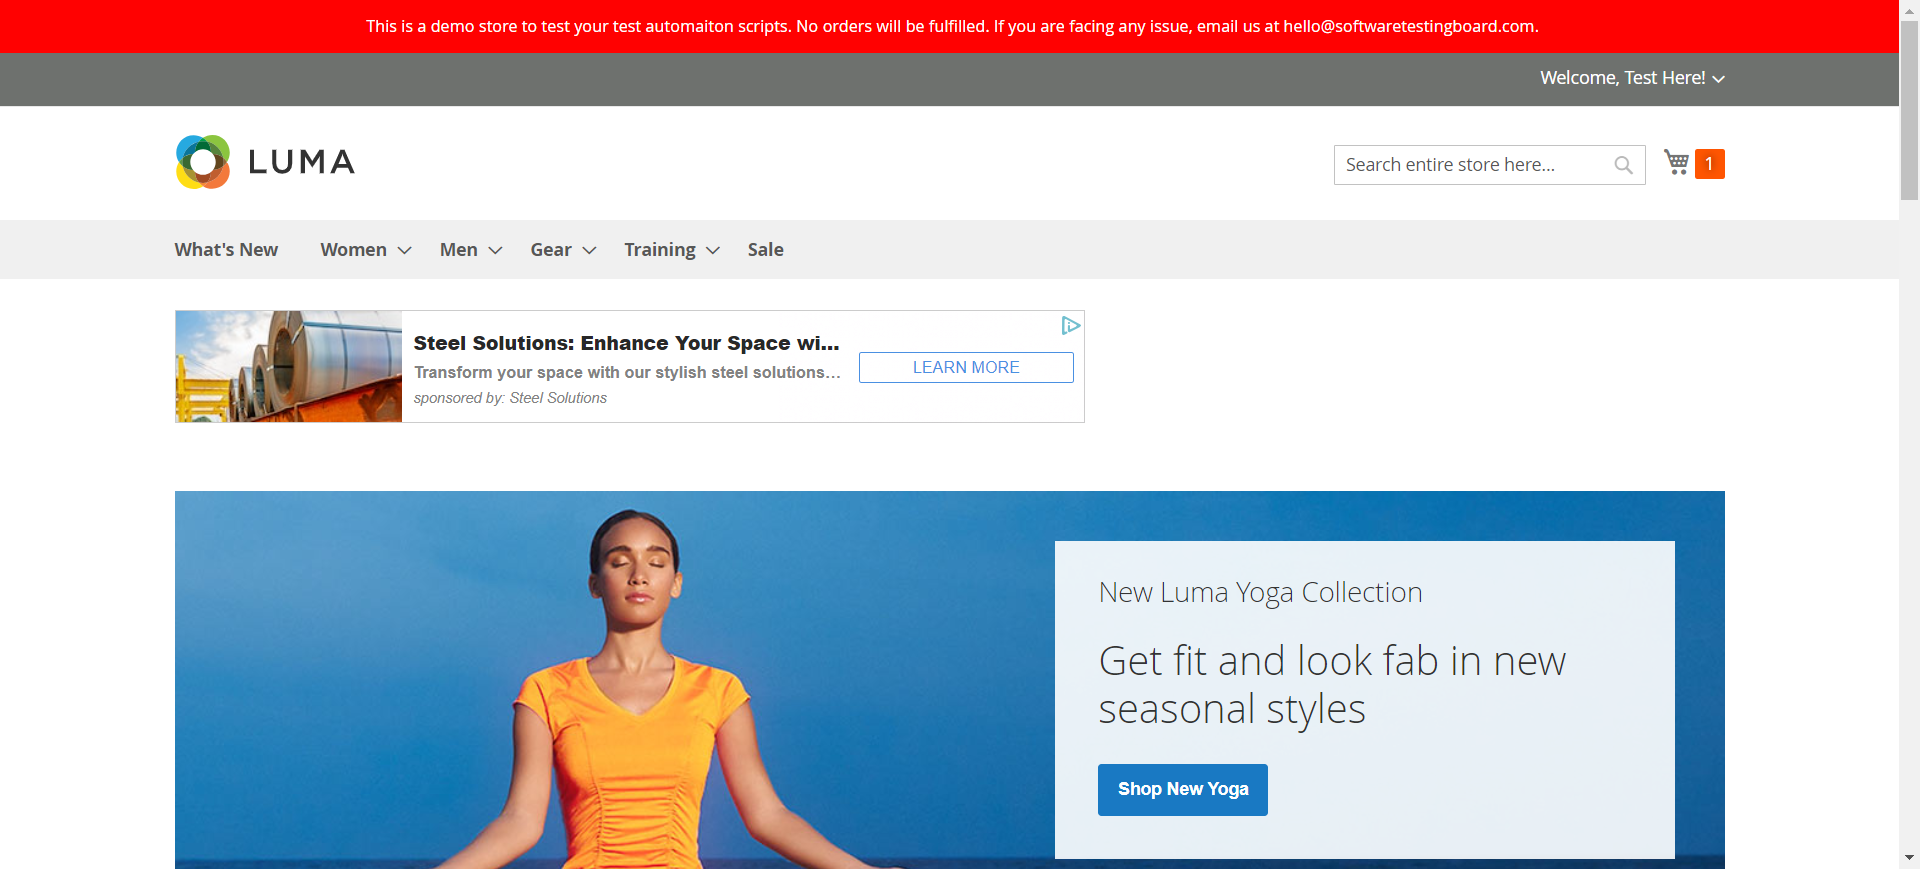 This is a demo store to test your test automaiton scripts. No orders will be fulfilled. If you are facing any issue, email us at hello@softwaretestingboard.com.
Welcome, Test Here!
LUMA
Search entire store here...
1
What's New Women Men Gear Training Sale
Steel Solutions: Enhance Your Space wi...
Transform your space with our stylish steel solutions...
sponsored by: Steel Solutions
LEARN MORE
New Luma Yoga Collection
Get fit and look fab in new
seasonal styles
Shop New Yoga